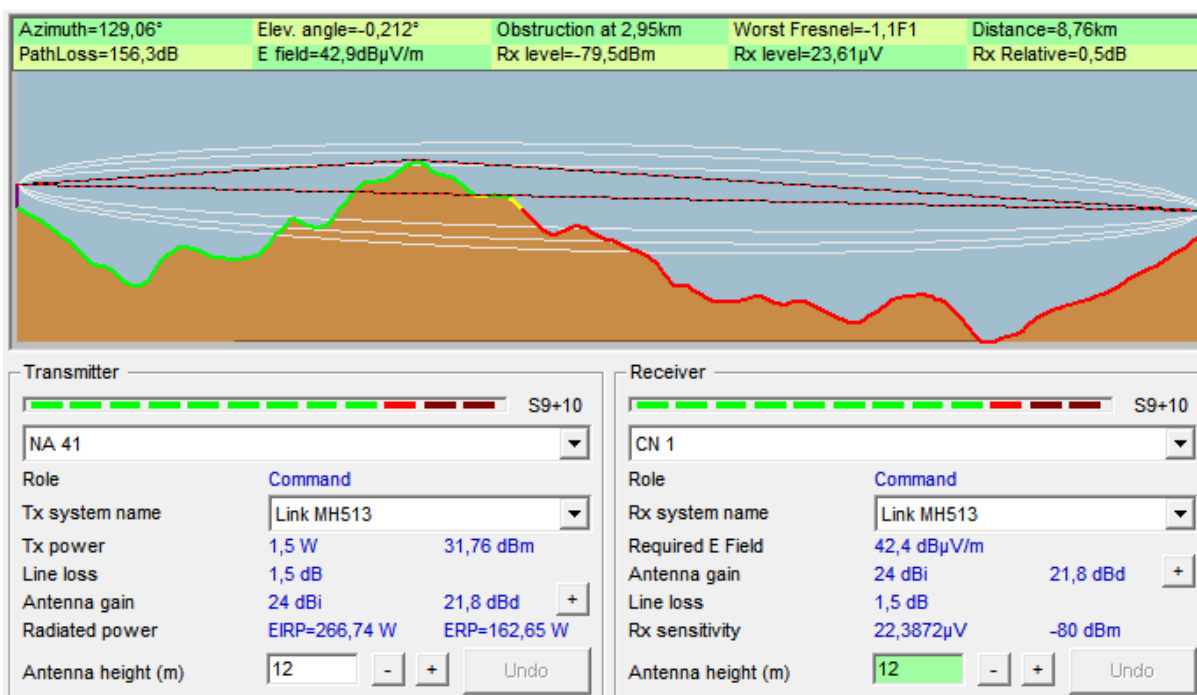 Azimuth=129,06° Elev. angle=-0,212° Obstruction at 2,95km Worst Fresnel=-1,1F1 Distance=8,76km
PathLoss=156,3dB E field=42,9dBµV/m Rx level=-79,5dBm Rx level=23,61µV Rx Relative=0,5dB
Transmitter
S9+10
NA 41
Role Command
Tx system name Link MH513
Tx power 1,5 W 31,76 dBm
Line loss 1,5 dB
Antenna gain 24 dBi 21,8 dBd +
Radiated power EIRP=266,74 W ERP=162,65 W
Antenna height (m) 12 - + Undo
Receiver
S9+10
CN 1
Role Command
Rx system name Link MH513
Required E Field 42,4 dBµV/m
Antenna gain 24 dBi 21,8 dBd +
Line loss 1,5 dB
Rx sensitivity 22,3872µV -80 dBm
Antenna height (m) 12 - + Undo